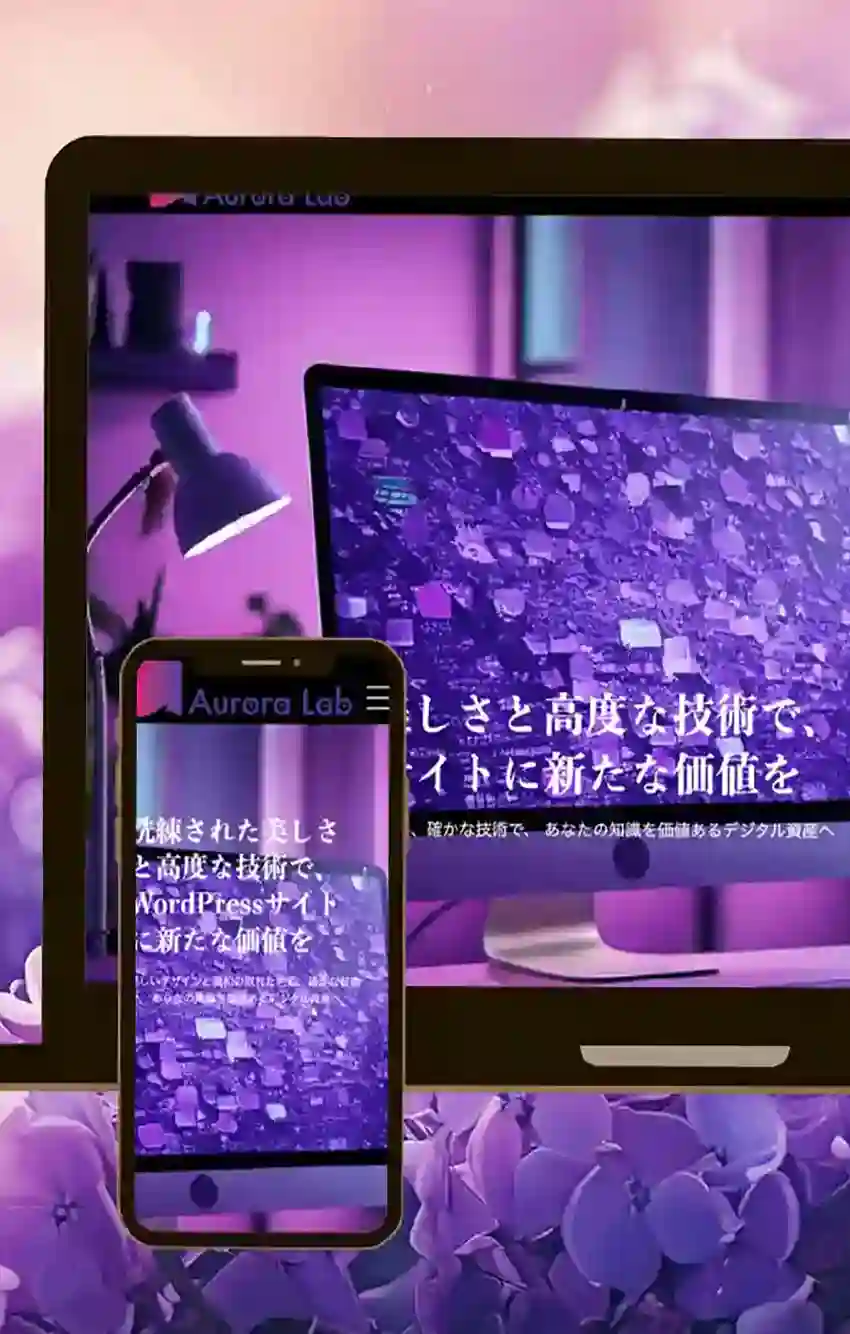 Aurora Lab
しさと高度な技術で、
サイトに新たな価値を
、確かな技術で、 あなたの知識を価値あるデジタル資産へ
Aurora Lab
洗練された美しさ
と高度な技術で、
WordPressサイト
に新たな価値を